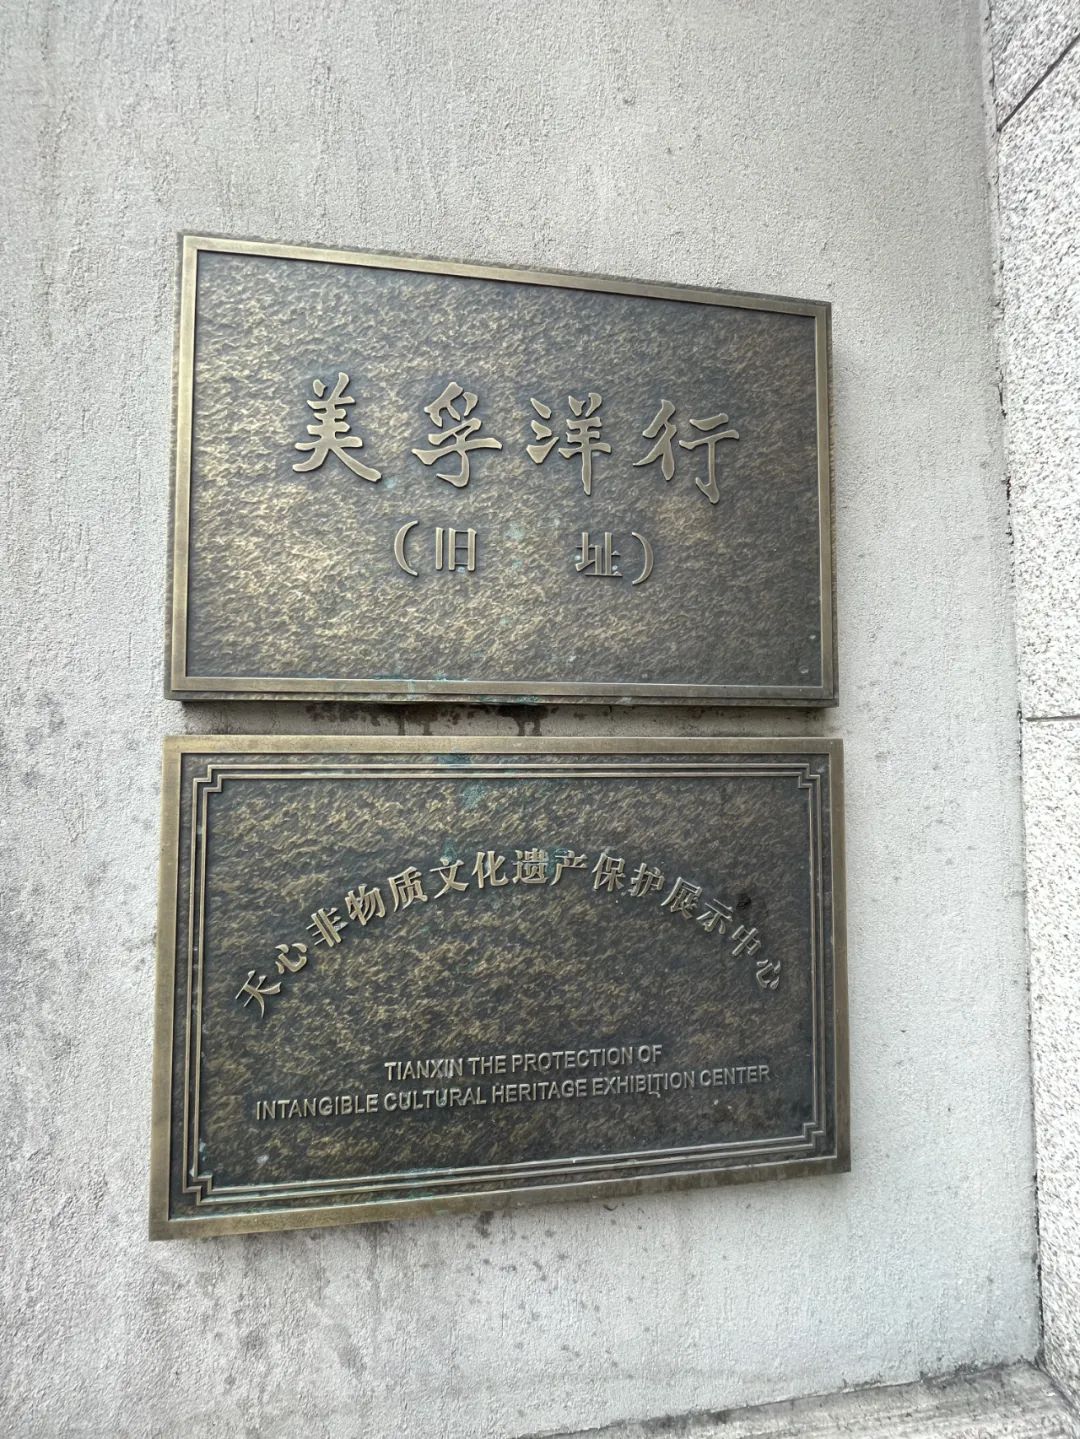 美孚洋行
（旧 址）
天心非物质文化遗产保护展示中心
TIANXIN THE PROTECTION OF
INTANGIBLE CULTURAL HERITAGE EXHIBITION CENTER